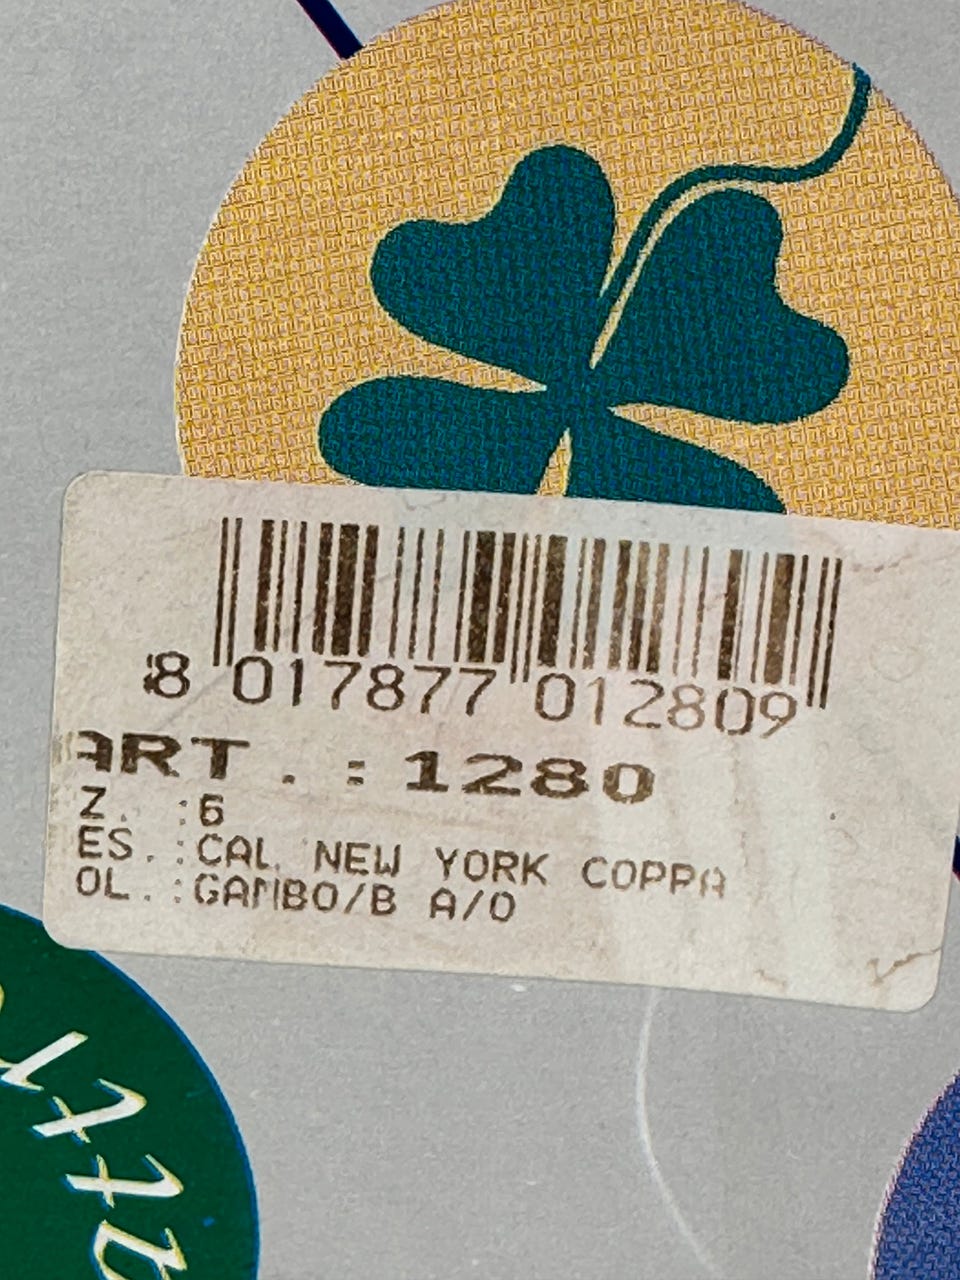 8 017877 012809
ART.:1280
Z. :6
ES.:CAL. NEW YORK COPPA
OL.:GAMBO/B A/O